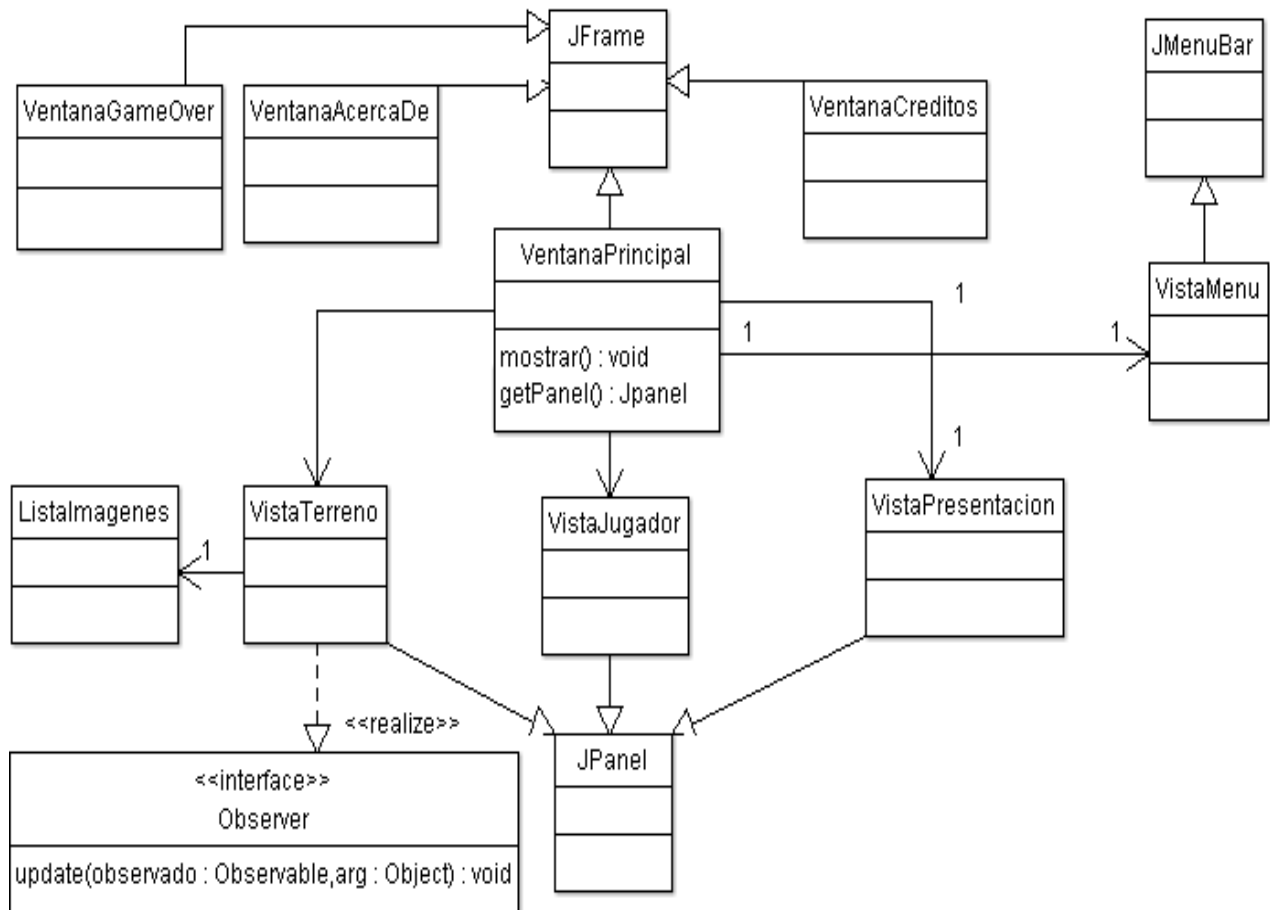 JFrame
JMenuBar
VentanaGameOver
VentanaAcercaDe
VentanaCreditos
VentanaPrincipal
mostrar() : void
getPanel() : Jpanel
1
1
1
VistaMenu
1
ListaImagenes
1
VistaTerreno
VistaJugador
VistaPresentacion
<<realize>>
<<interface>>
Observer
update(observado : Observable,arg : Object) : void
JPanel